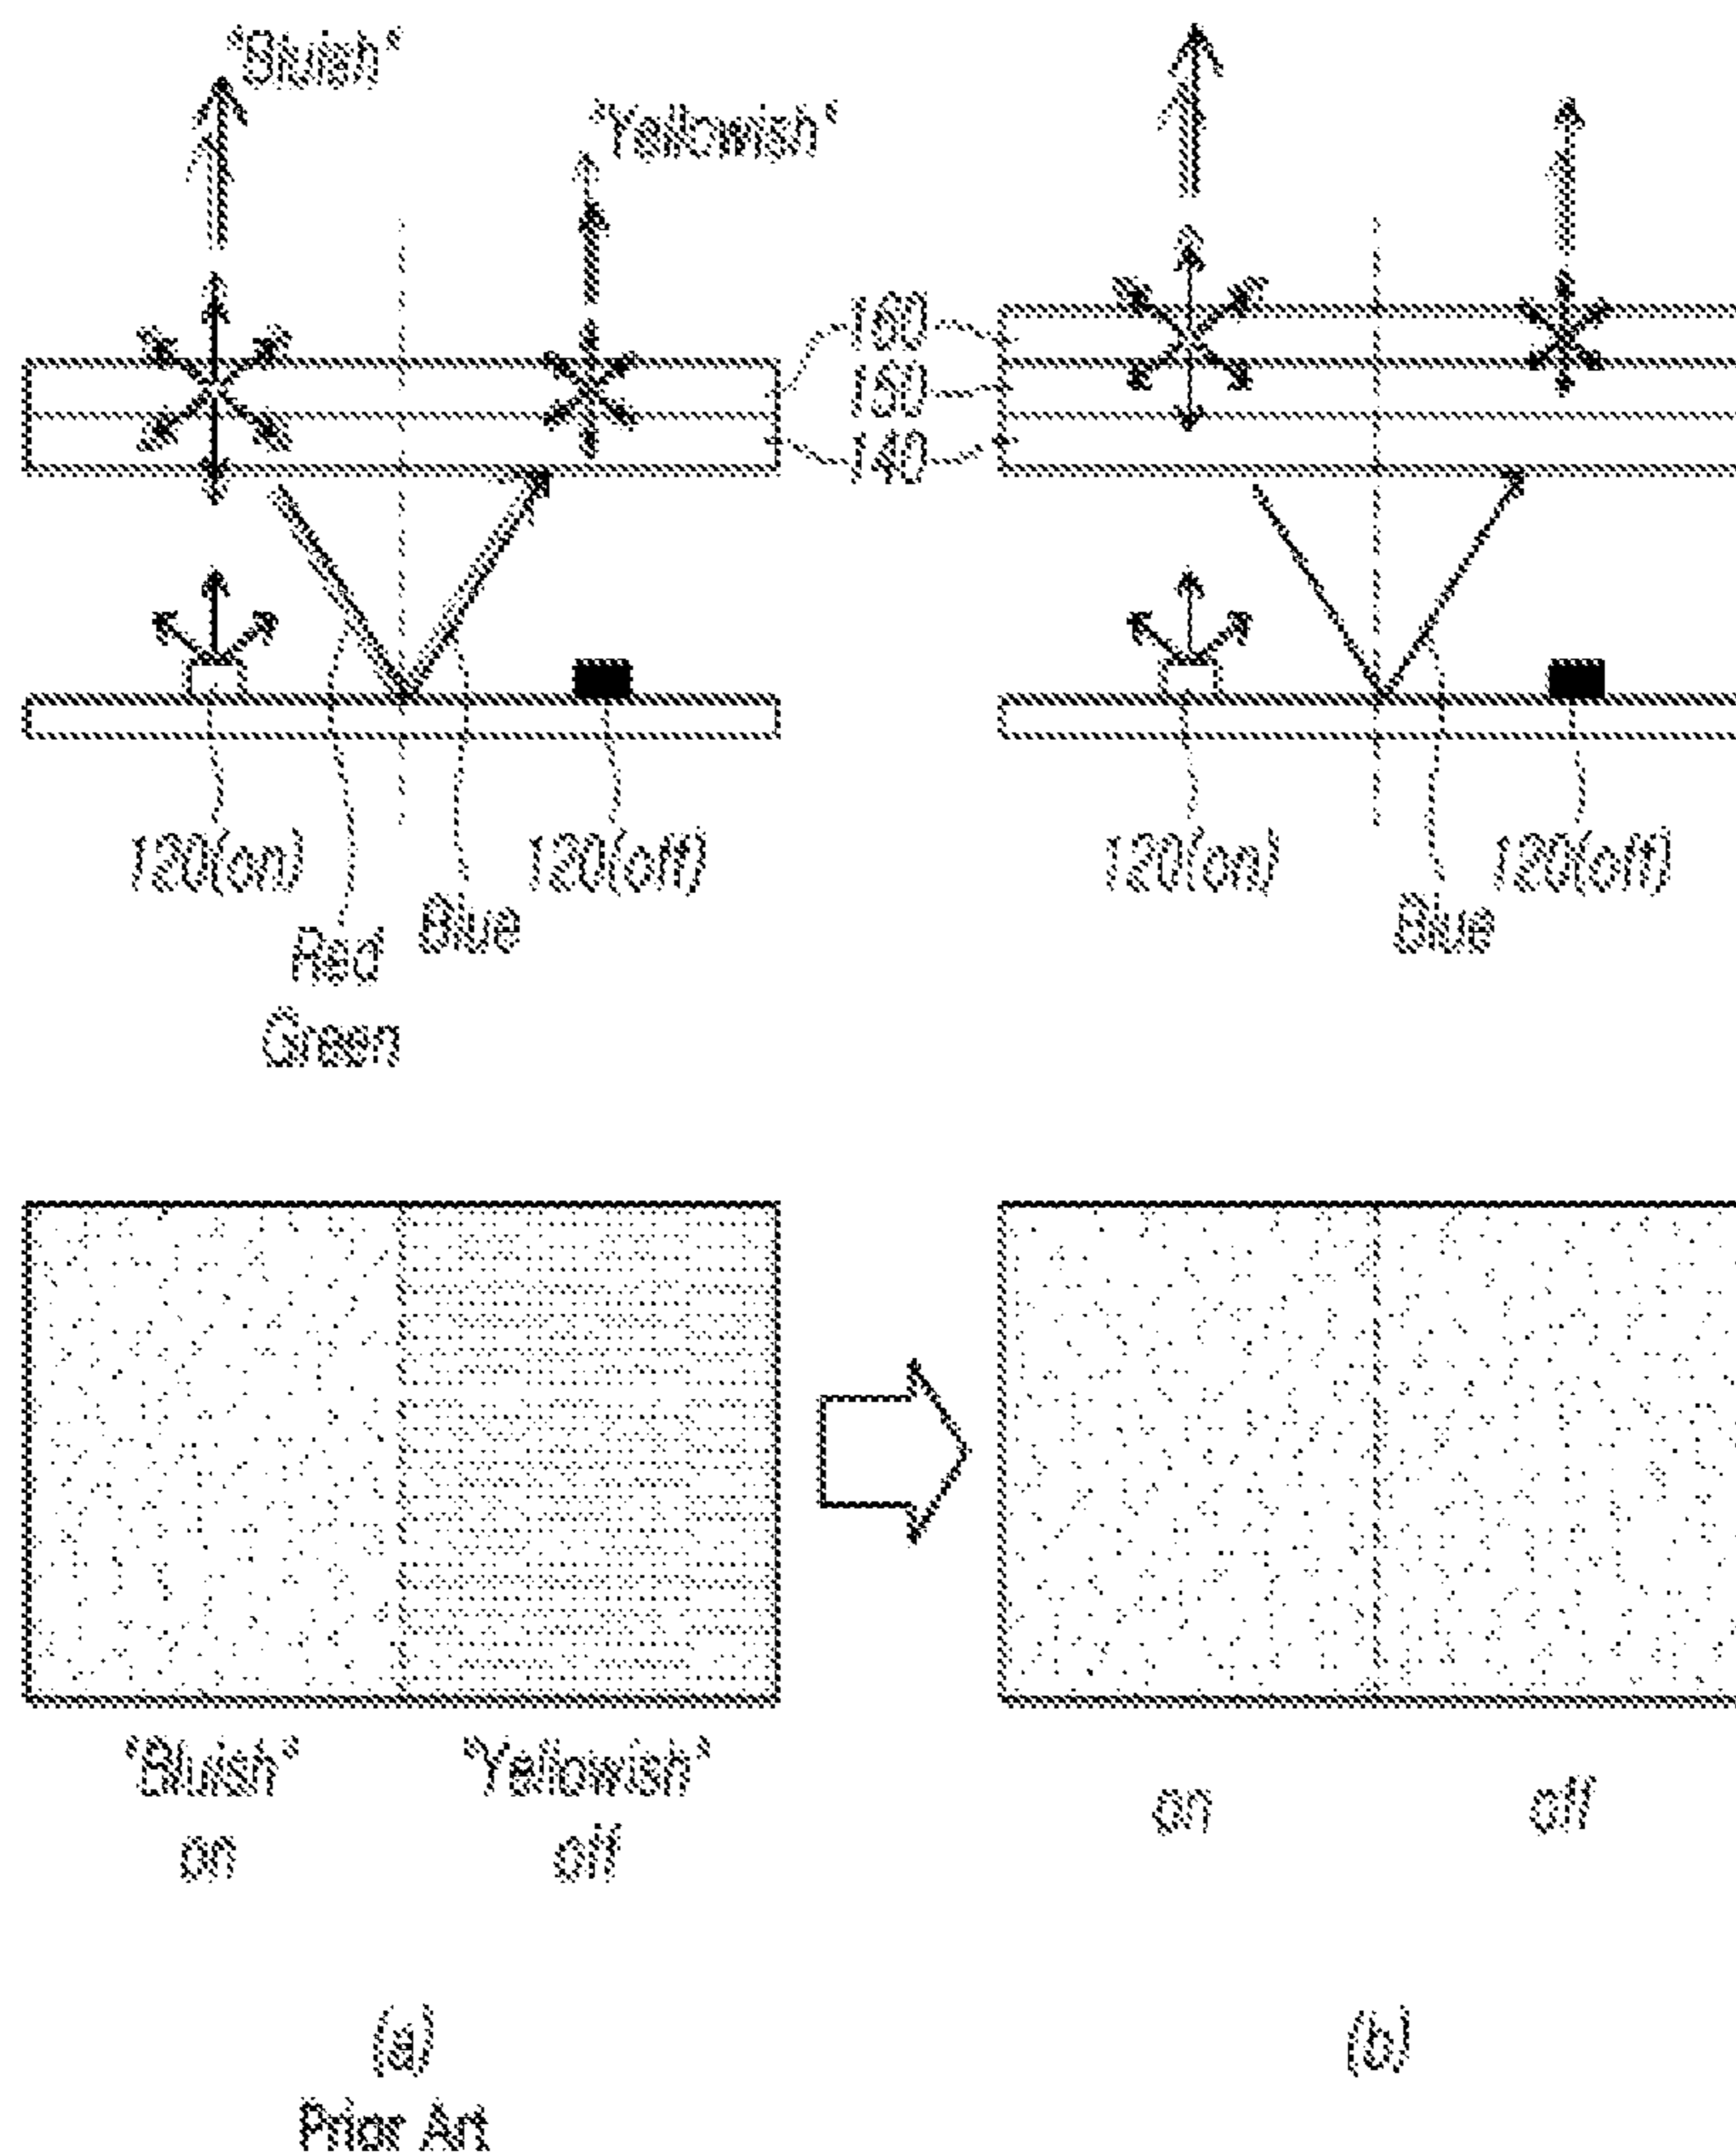 "Bluish"
"Yellowish"
160
150
140
120(on)
120(off)
Red
Green
Blue
120(on)
120(off)
Blue
"Bluish"
on
"Yellowish"
off
on
off
(a)
Prior Art
(b)